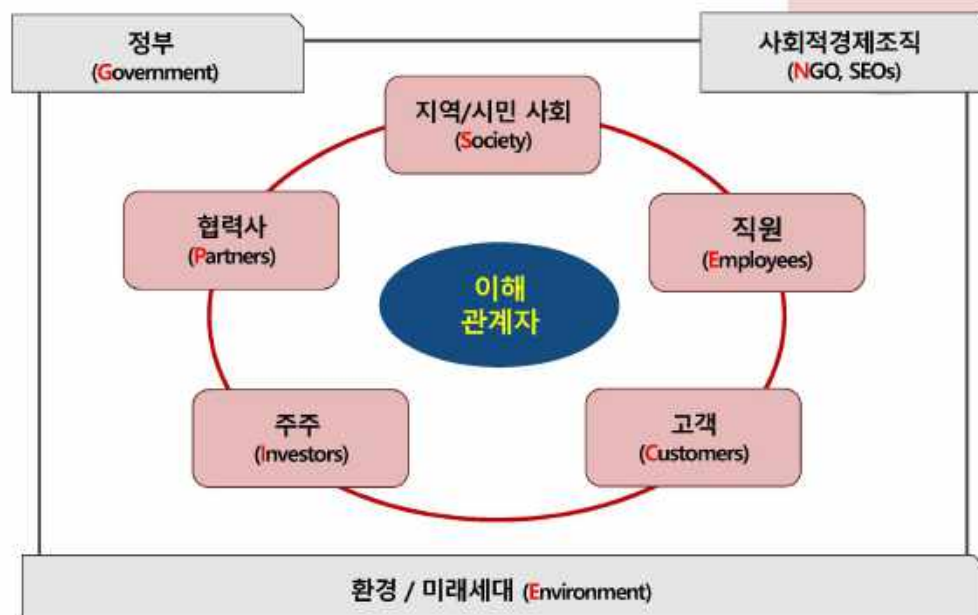 정부
(Government)
사회적경제조직
(NGO, SEOs)
지역/시민 사회
(Society)
협력사
(Partners)
직원
(Employees)
이해
관계자
주주
(Investors)
고객
(Customers)
환경 / 미래세대 (Environment)